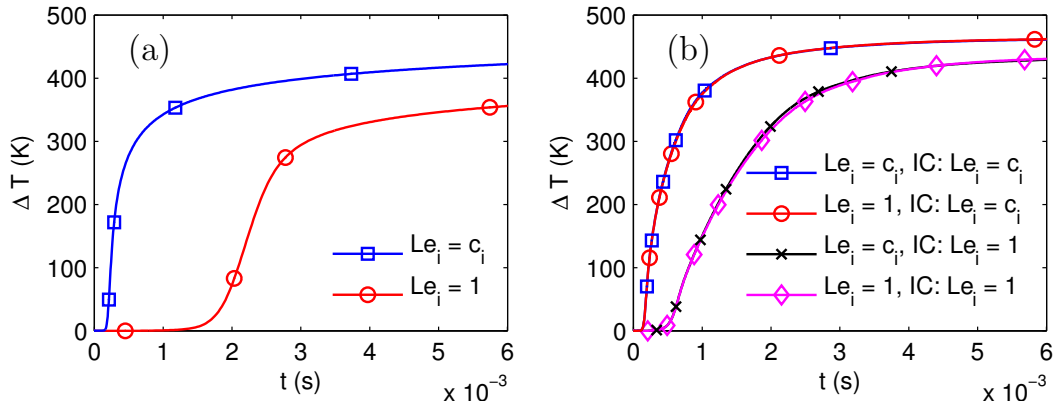 (a)
500
400
300
200
100
0
Δ T (K)
Le_i = c_i
Le_i = 1
0 1 2 3 4 5 6
t (s)
x 10^-3
(b)
500
400
300
200
100
0
Δ T (K)
Le_i = c_i, IC: Le_i = c_i
Le_i = 1, IC: Le_i = c_i
Le_i = c_i, IC: Le_i = 1
Le_i = 1, IC: Le_i = 1
0 1 2 3 4 5 6
t (s)
x 10^-3